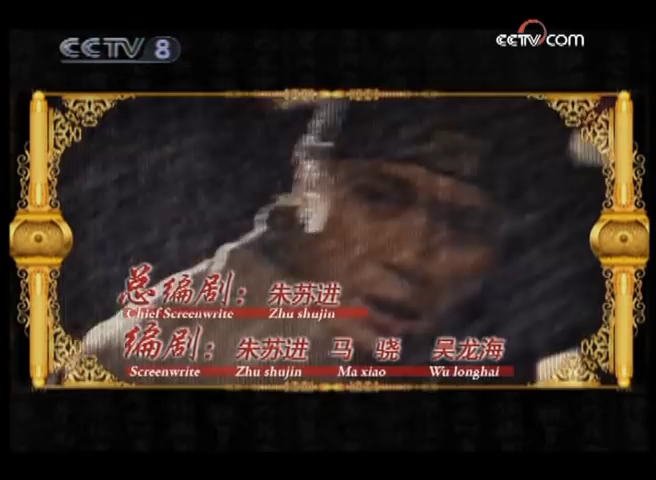 CCTV 8
CCTV.COM
总编剧：朱苏进
Chief Screenwrite Zhu shujin
编剧：朱苏进 马 骁 吴龙海
Screenwrite Zhu shujin Ma xiao Wu longhai